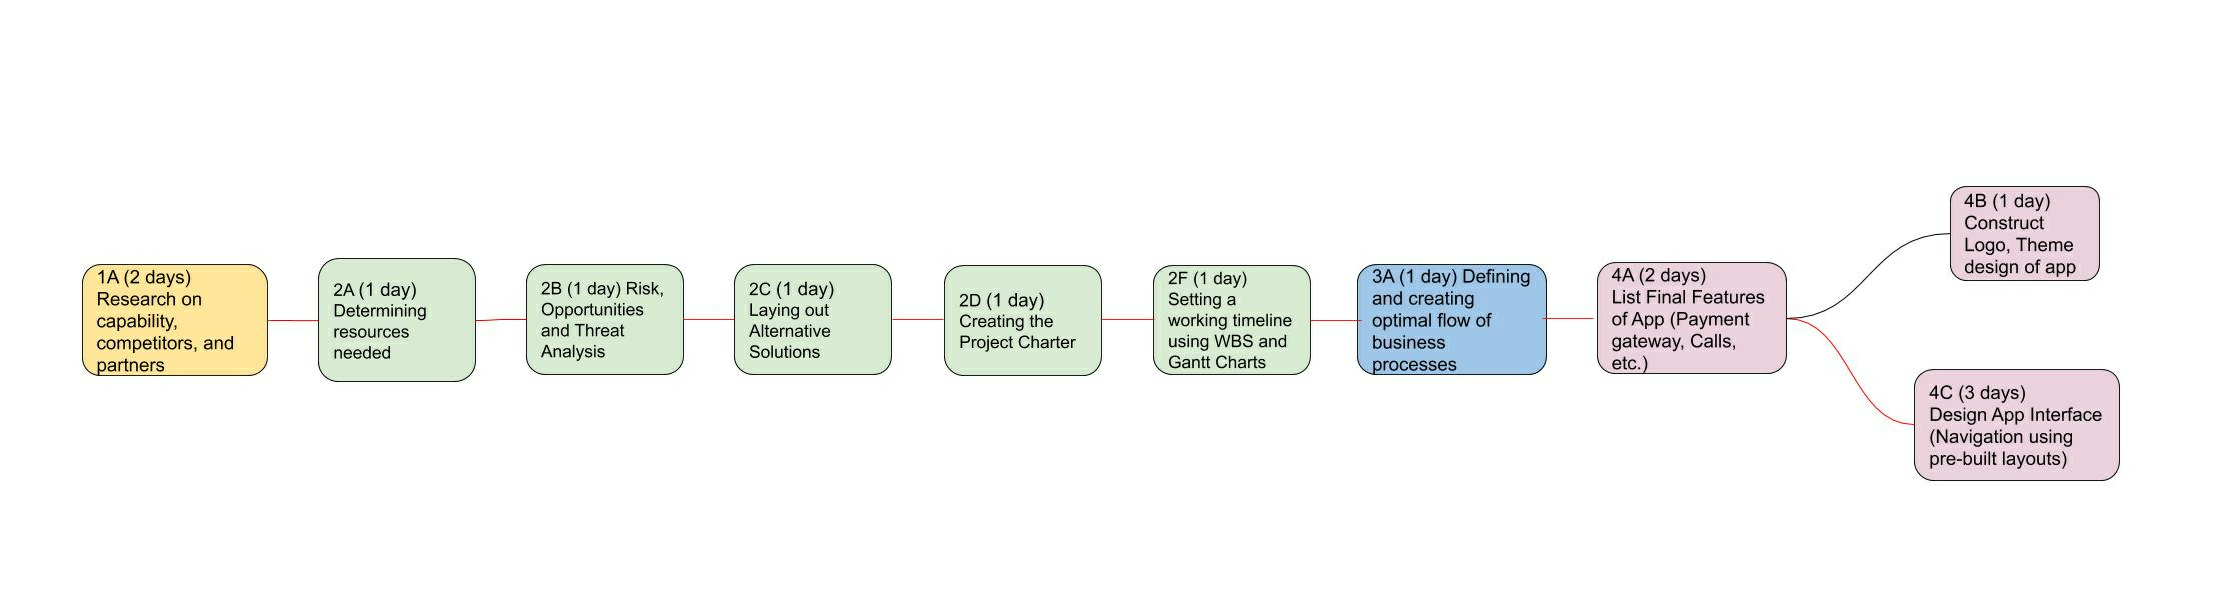 1A (2 days)
Research on
capability,
competitors, and
partners
2A (1 day)
Determining
resources
needed
2B (1 day) Risk,
Opportunities
and Threat
Analysis
2C (1 day)
Laying out
Alternative
Solutions
2D (1 day)
Creating the
Project Charter
2F (1 day)
Setting a
working timeline
using WBS and
Gantt Charts
3A (1 day) Defining
and creating
optimal flow of
business
processes
4A (2 days)
List Final Features
of App (Payment
gateway, Calls,
etc.)
4B (1 day)
Construct
Logo, Theme
design of app
4C (3 days)
Design App Interface
(Navigation using
pre-built layouts)